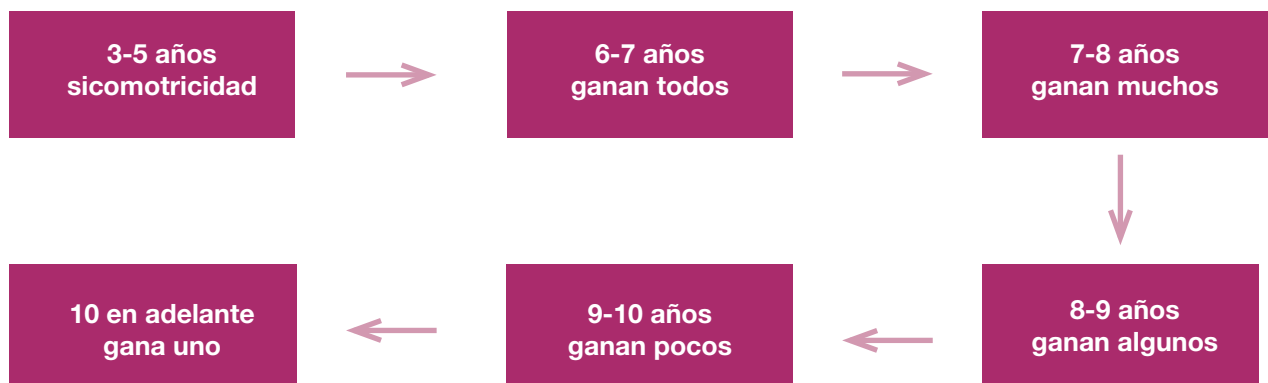 3-5 años
sicomotricidad
6-7 años
ganan todos
7-8 años
ganan muchos
8-9 años
ganan algunos
9-10 años
ganan pocos
10 en adelante
gana uno